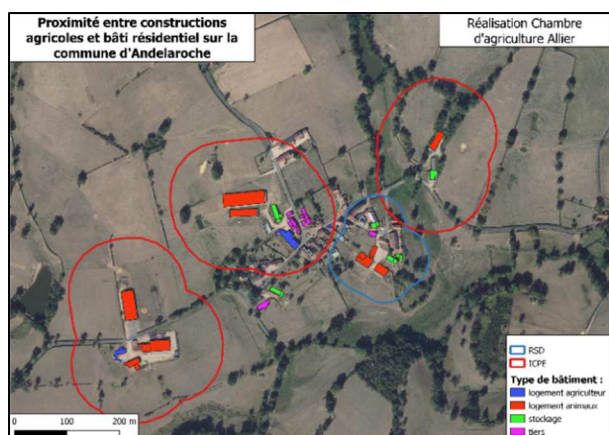 Proximité entre constructions
agricoles et bâti résidentiel sur la
commune d'Andelaroche
Réalisation Chambre
d'agriculture Allier
RSD
ICPE
Type de bâtiment :
logement agriculteur
logement animaux
stockage
tiers
0 100 200 m